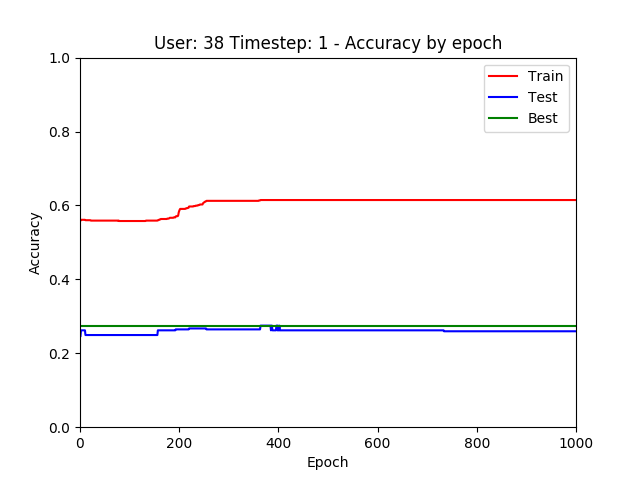 User: 38 Timestep: 1 - Accuracy by epoch
1.0
0.8
0.6
0.4
0.2
0.0
Accuracy
Train
Test
Best
0 200 400 600 800 1000
Epoch